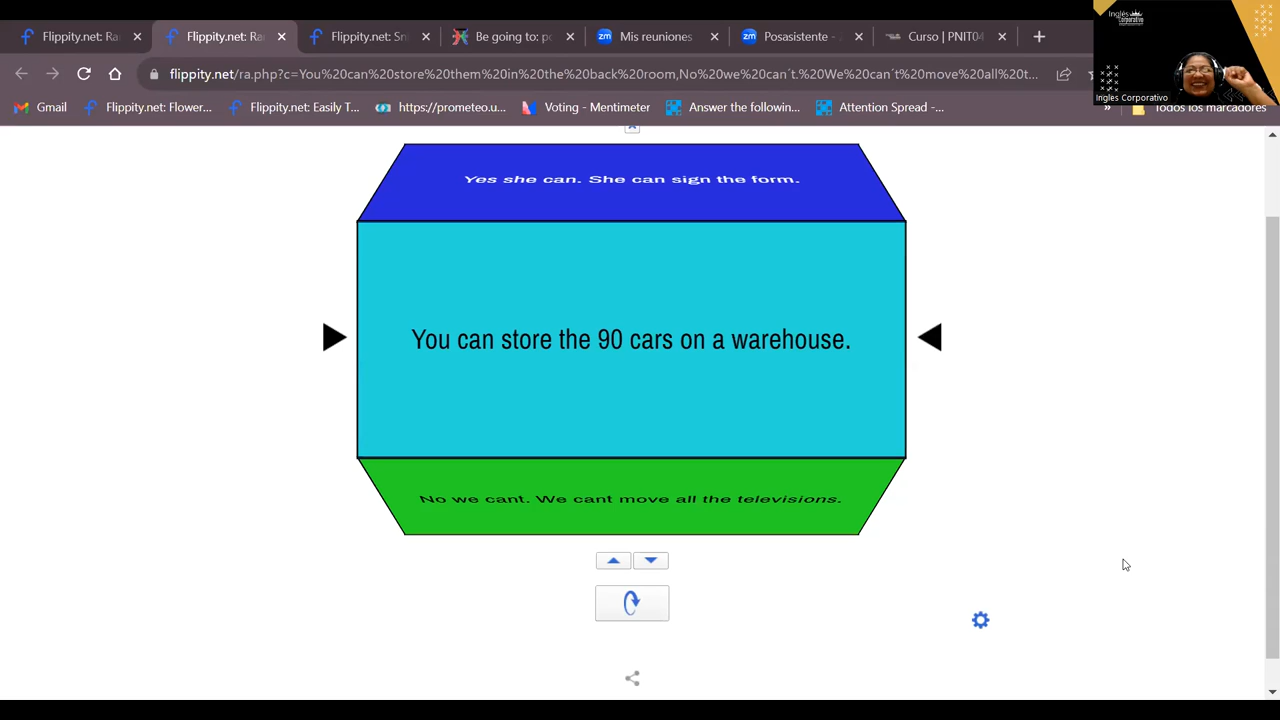 Flippity.net: Ra
Flippity.net: Ra
Flippity.net: Sn
Be going to: p
Mis reuniones
Posasistente -
Curso | PNIT04
Inglés
Corporativo
flippity.net/ra.php?c=You%20can%20store%20them%20in%20the%20back%20room,No%20we%20can´t.%20We%20can´t%20move%20all%20t...
Ingles Corporativo
Gmail
Flippity.net: Flower...
Flippity.net: Easily T...
https://prometeo.u...
Voting - Mentimeter
Answer the followin...
Attention Spread -...
»
Todos los marcadores
Yes she can. She can sign the form.
You can store the 90 cars on a warehouse.
No we cant. We cant move all the televisions.